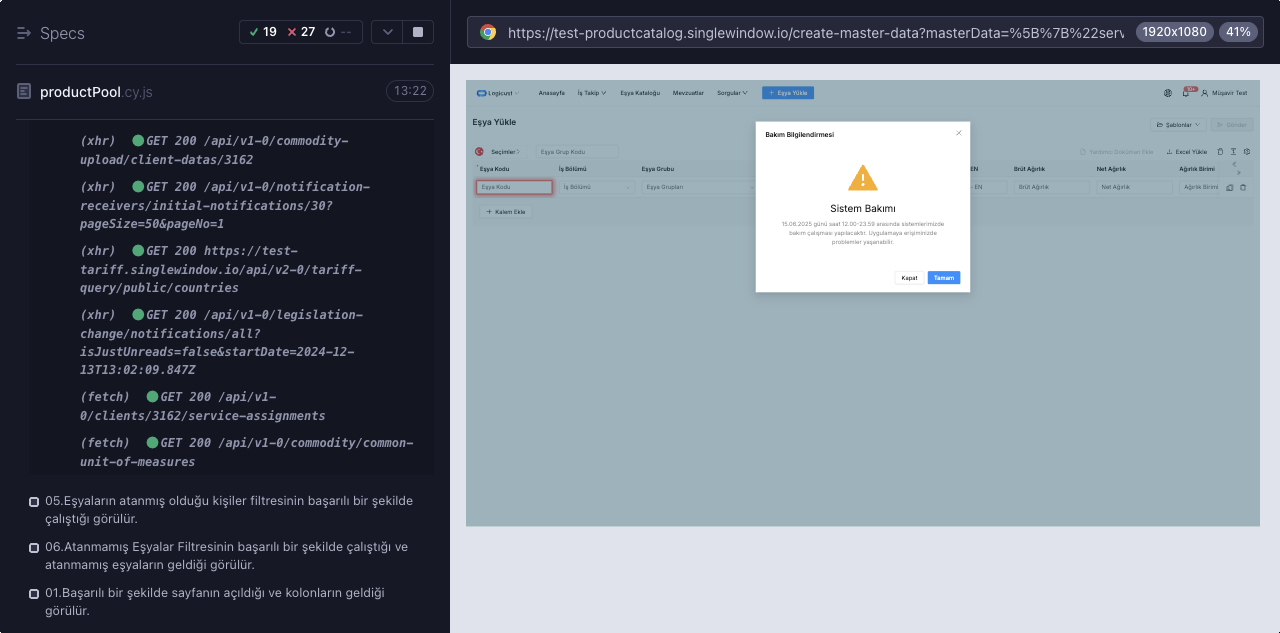 Specs
19 27 --
https://test-productcatalog.singlewindow.io/create-master-data?masterData=%5B%7B%22serv
1920x1080
41%
productPool.cy.js
13:22
(xhr) GET 200 /api/v1-0/commodity-
upload/client-datas/3162
(xhr) GET 200 /api/v1-0/notification-
receivers/initial-notifications/30?
pageSize=50&pageNo=1
(xhr) GET 200 https://test-
tariff.singlewindow.io/api/v2-0/tariff-
query/public/countries
(xhr) GET 200 /api/v1-0/legislation-
change/notifications/all?
isJustUnreads=false&startDate=2024-12-
13T13:02:09.847Z
(fetch) GET 200 /api/v1-
0/clients/3162/service-assignments
(fetch) GET 200 /api/v1-0/commodity/common-
unit-of-measures
05.Eşyaların atanmış olduğu kişiler filtresinin başarılı bir şekilde
çalıştığı görülür.
06.Atanmamış Eşyalar Filtresinin başarılı bir şekilde çalıştığı ve
atanmamış eşyaların geldiği görülür.
01.Başarılı bir şekilde sayfanın açıldığı ve kolonların geldiği
görülür.
Logicust Anasayfa İş Takip Eşya Kataloğu Mevzuatlar Sorgular + Eşya Yükle Müşavir Test
Eşya Yükle
Şablonlar Gönder
Seçimler Eşya Grup Kodu Excel Yükle
Eşya Kodu İş Bölümü Eşya Grubu EN Brüt Ağırlık Net Ağırlık Ağırlık Birimi
Eşya Kodu İş Bölümü Eşya Grupları - EN Brüt Ağırlık Net Ağırlık Ağırlık Birimi
+ Kalem Ekle
Bakım Bilgilendirmesi
Sistem Bakımı
15.06.2025 günü saat 12.00-23.59 arasında sistemlerimizde
bakım çalışması yapılacaktır. Uygulamaya erişiminizde
problemler yaşanabilir.
Kapat Tamam